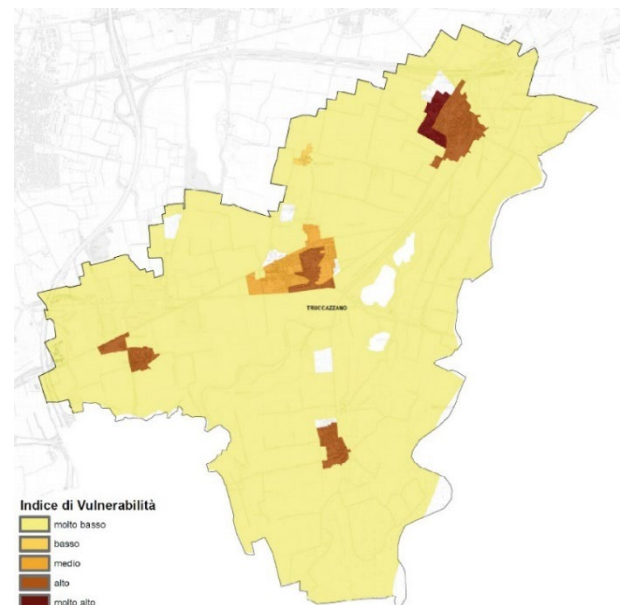 TRUCCAZZANO
Indice di Vulnerabilità
molto basso
basso
medio
alto
molto alto